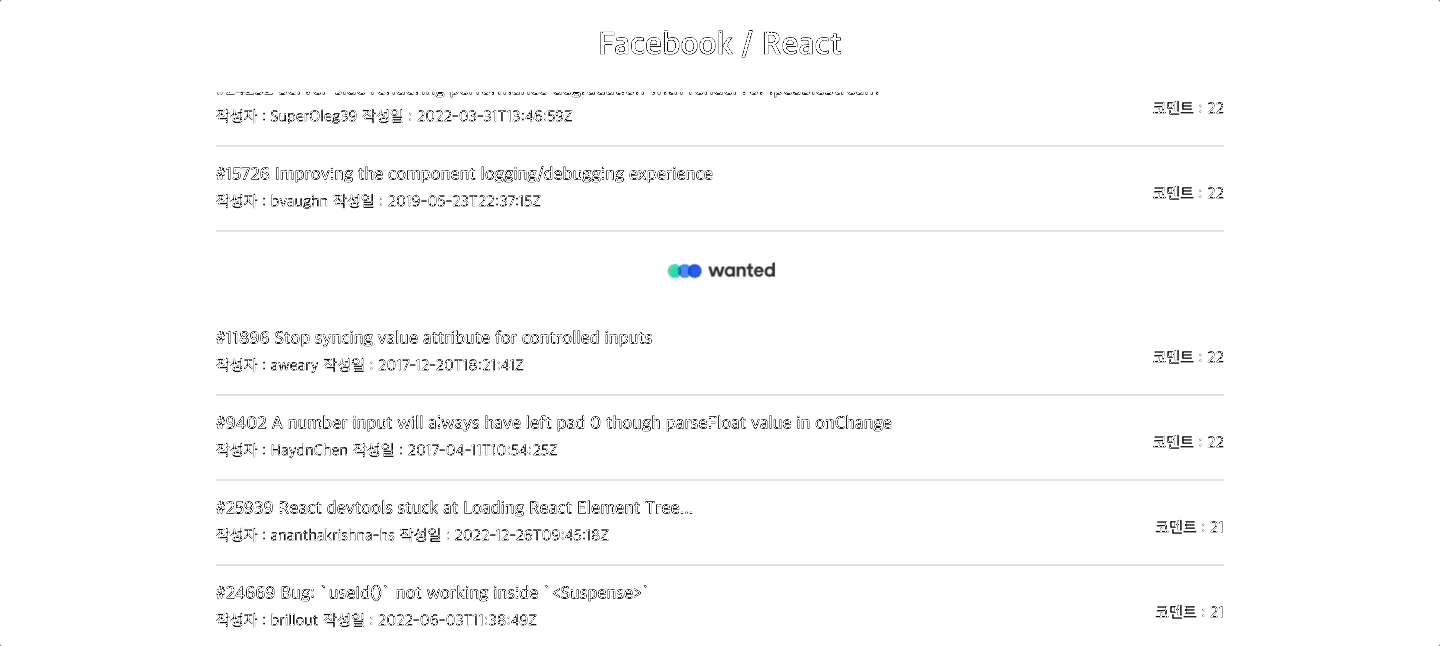 Facebook / React
작성자 : SuperOleg39 작성일 : 2022-03-31T13:46:59Z
코멘트 : 22
#15726 Improving the component logging/debugging experience
작성자 : bvaughn 작성일 : 2019-05-23T22:37:15Z
코멘트 : 22
wanted
#11896 Stop syncing value attribute for controlled inputs
작성자 : aweary 작성일 : 2017-12-20T18:21:41Z
코멘트 : 22
#9402 A number input will always have left pad 0 though parseFloat value in onChange
작성자 : HaydnChen 작성일 : 2017-04-11T10:54:25Z
코멘트 : 22
#25939 React devtools stuck at Loading React Element Tree...
작성자 : ananthakrishna-hs 작성일 : 2022-12-26T09:45:18Z
코멘트 : 21
#24669 Bug: `useId()` not working inside `<Suspense>`
작성자 : brillout 작성일 : 2022-06-03T11:38:49Z
코멘트 : 21